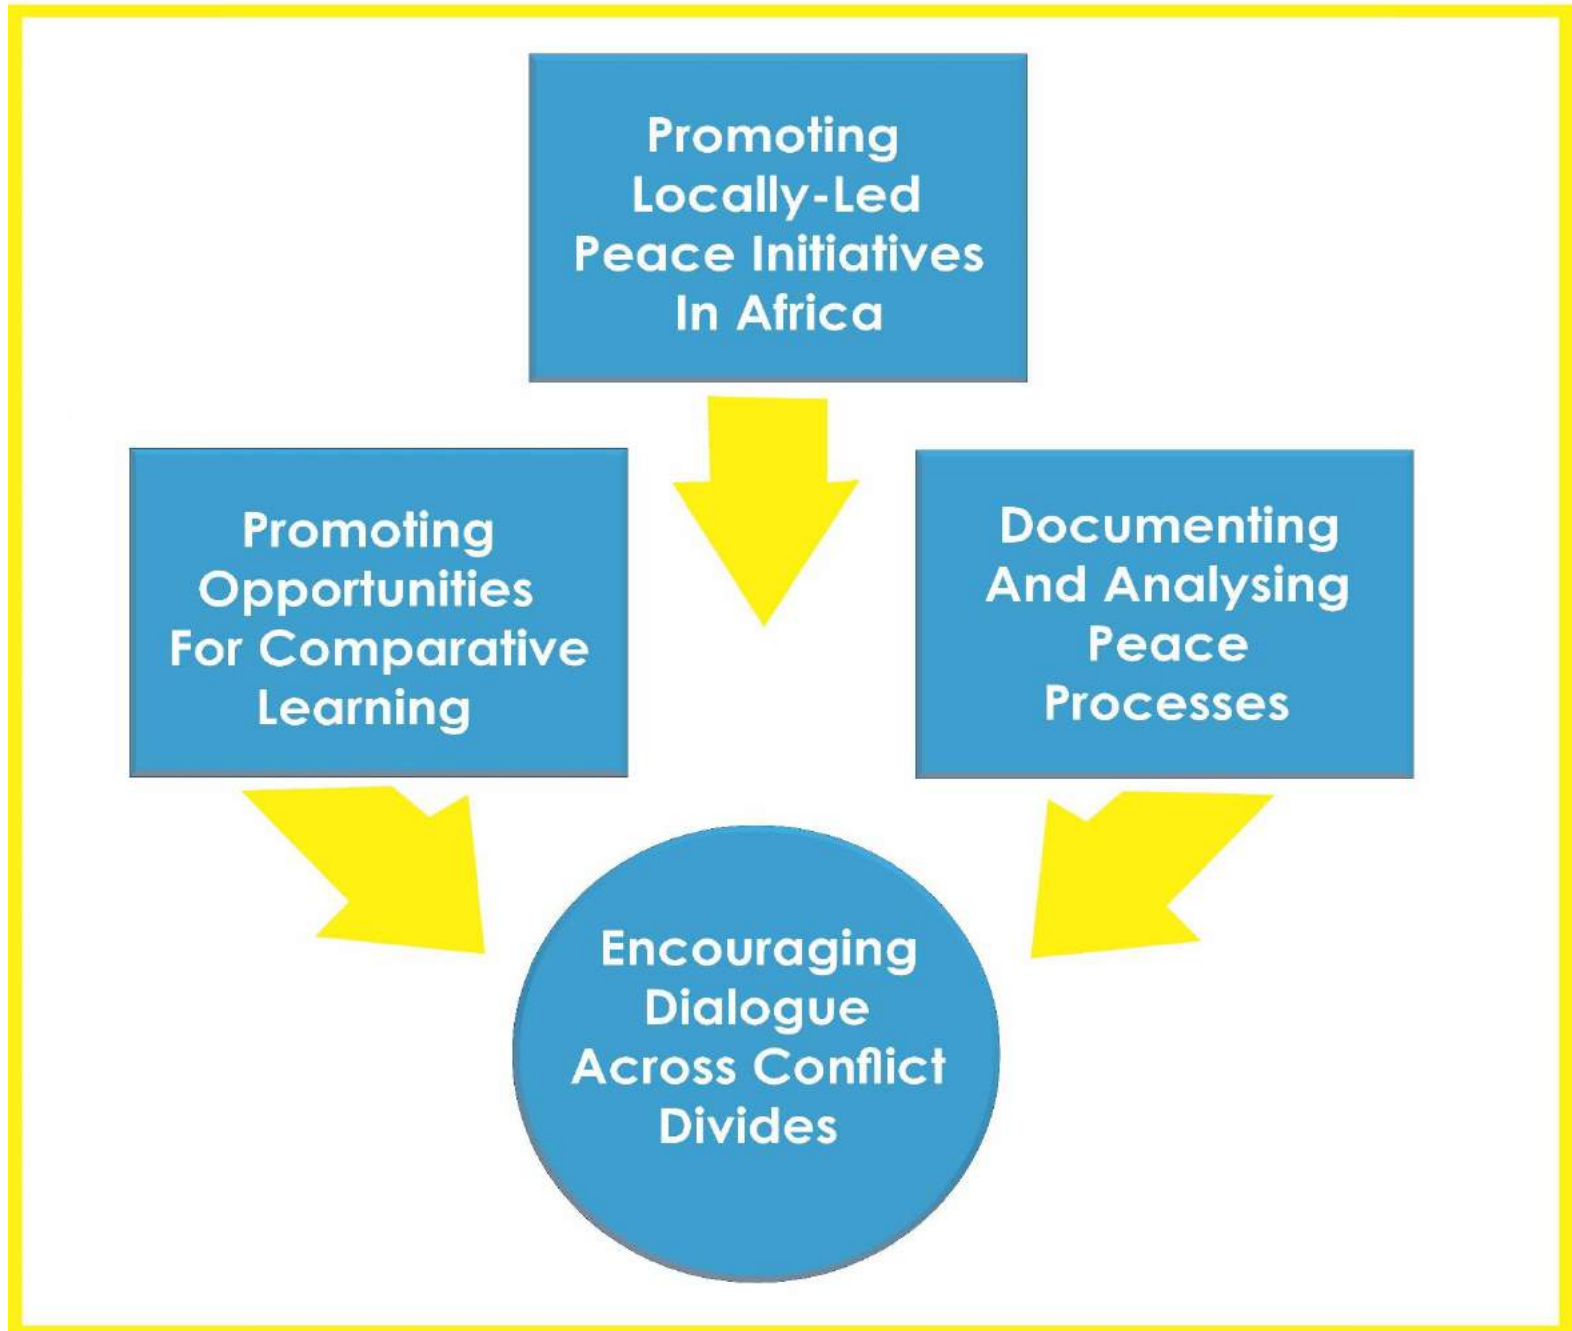 Promoting
Locally-Led
Peace Initiatives
In Africa
Promoting
Opportunities
For Comparative
Learning
Documenting
And Analysing
Peace
Processes
Encouraging
Dialogue
Across Conflict
Divides